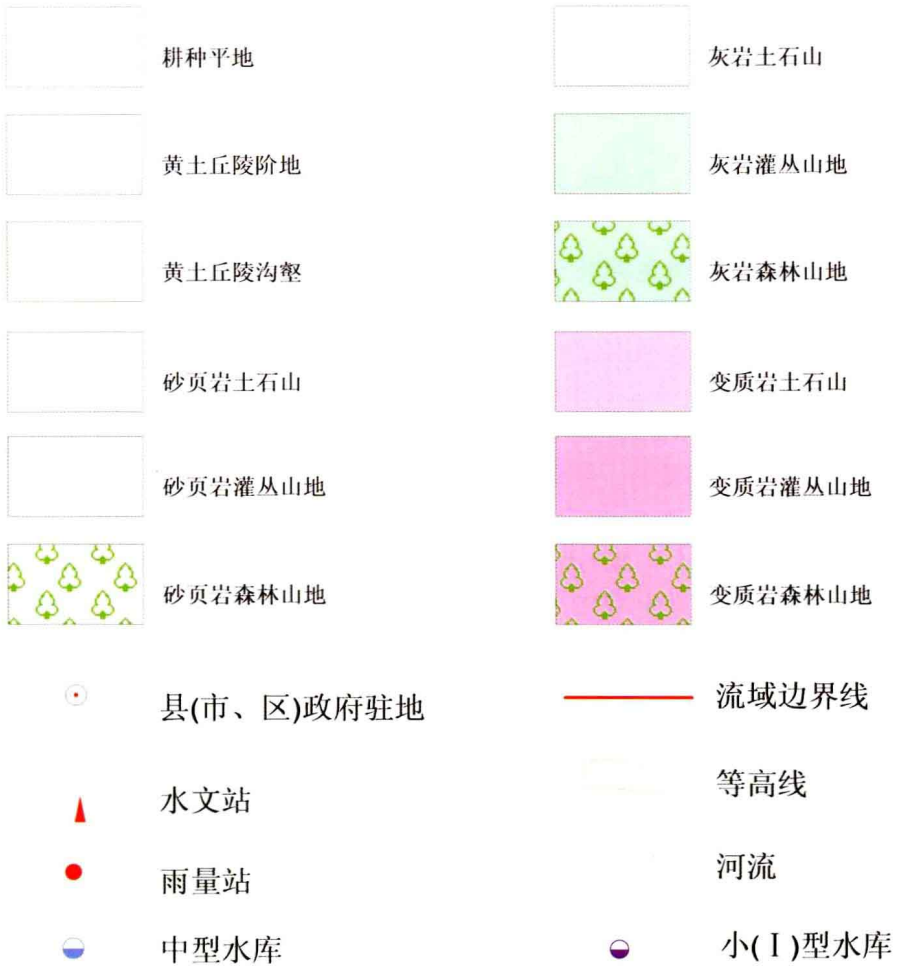 耕种平地
灰岩土石山
黄土丘陵阶地
灰岩灌丛山地
黄土丘陵沟壑
灰岩森林山地
砂页岩土石山
变质岩土石山
砂页岩灌丛山地
变质岩灌丛山地
砂页岩森林山地
变质岩森林山地
县(市、区)政府驻地
流域边界线
水文站
等高线
雨量站
河流
中型水库
小(Ⅰ)型水库